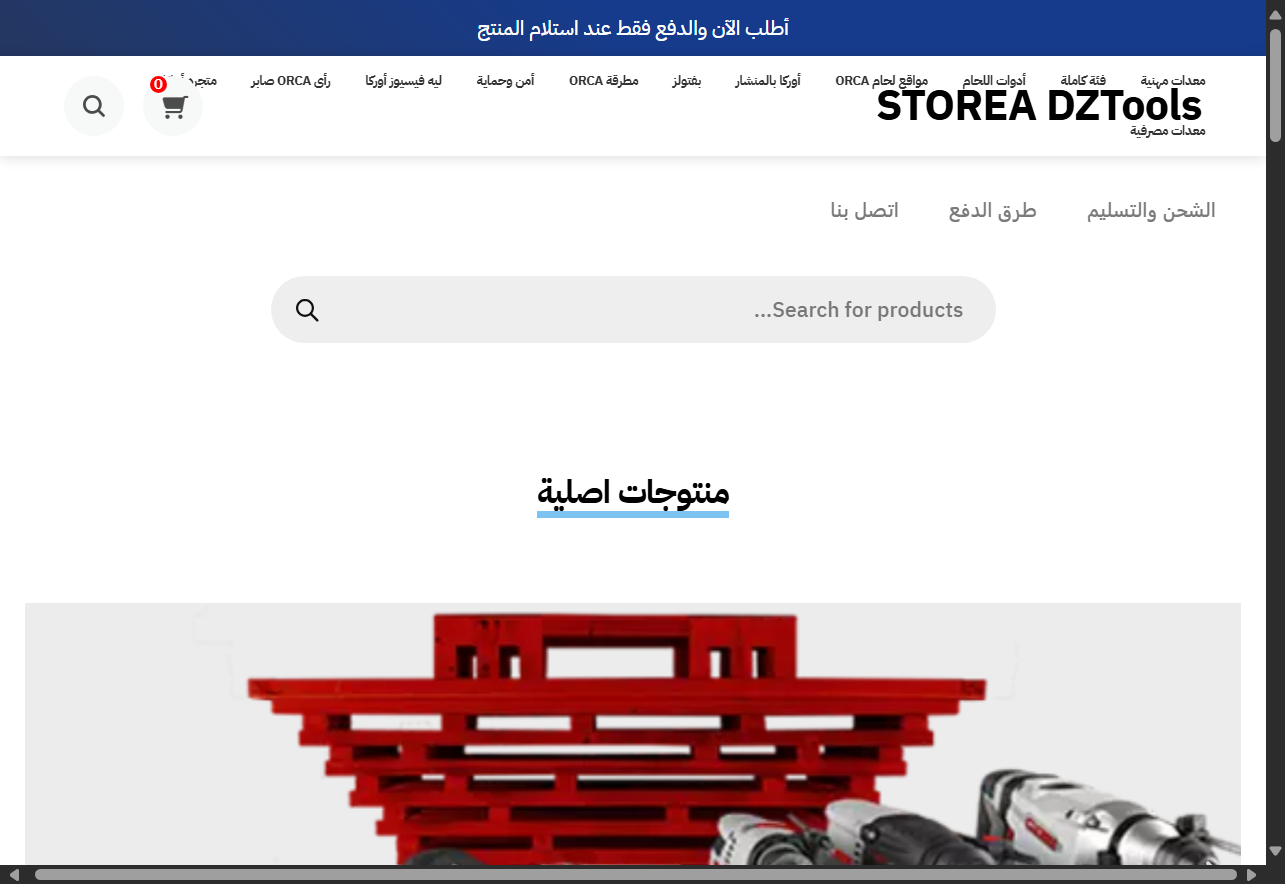 أطلب الآن والدفع فقط عند استلام المنتج
معدات مهنية فئة كاملة أدوات اللحام مواقع لحام ORCA أوركا بالمنشار بفتولز مطرقة ORCA أمن وحماية ليه فيسيوز أوركا رأى ORCA صابر متجرد
0
STOREA DZTools
معدات مصرفية
الشحن والتسليم طرق الدفع اتصل بنا
Search for products...
منتوجات اصلية